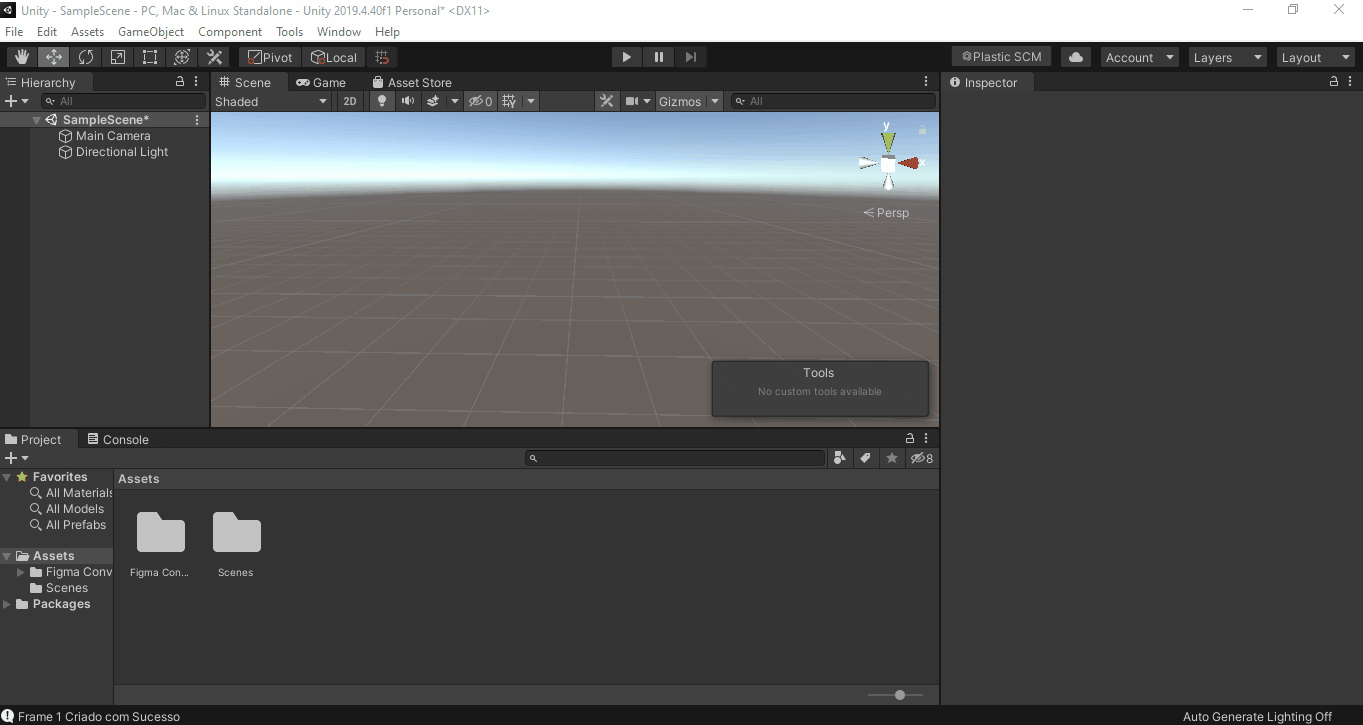 Unity - SampleScene - PC, Mac & Linux Standalone - Unity 2019.4.40f1 Personal* <DX11>
File Edit Assets GameObject Component Tools Window Help
Pivot Local Plastic SCM Account Layers Layout
Hierarchy Scene Game Asset Store Inspector
All Shaded 2D 0 Gizmos All
SampleScene*
Main Camera
Directional Light
y
x
Persp
Tools
No custom tools available
Project Console
8
Favorites
All Materials
All Models
All Prefabs
Assets
Figma Conv
Scenes
Packages
Assets
Figma Con... Scenes
Frame 1 Criado com Sucesso Auto Generate Lighting Off